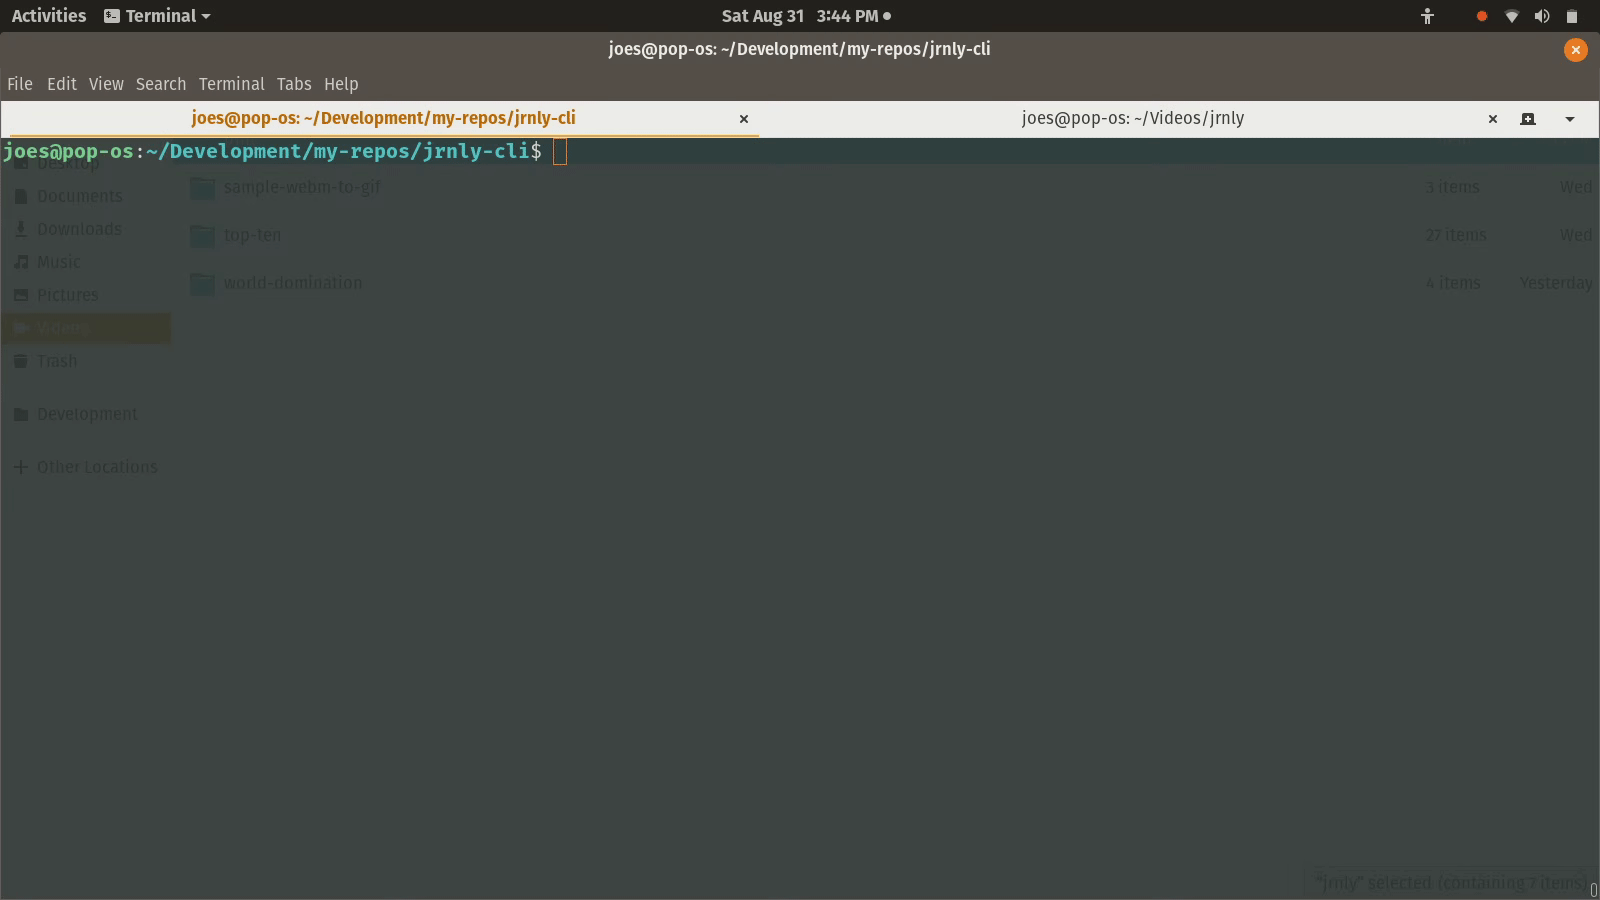 Activities Terminal Sat Aug 31 3:44 PM
joes@pop-os: ~/Development/my-repos/jrnly-cli
File Edit View Search Terminal Tabs Help
joes@pop-os: ~/Development/my-repos/jrnly-cli joes@pop-os: ~/Videos/jrnly
joes@pop-os:~/Development/my-repos/jrnly-cli$
Desktop
sample-webm-to-gif 3 items Wed
Documents
Downloads
top-ten 27 items Wed
Music
world-domination 4 items Yesterday
Pictures
Videos
Trash
Development
Other Locations
"jrnly" selected (containing 7 items)